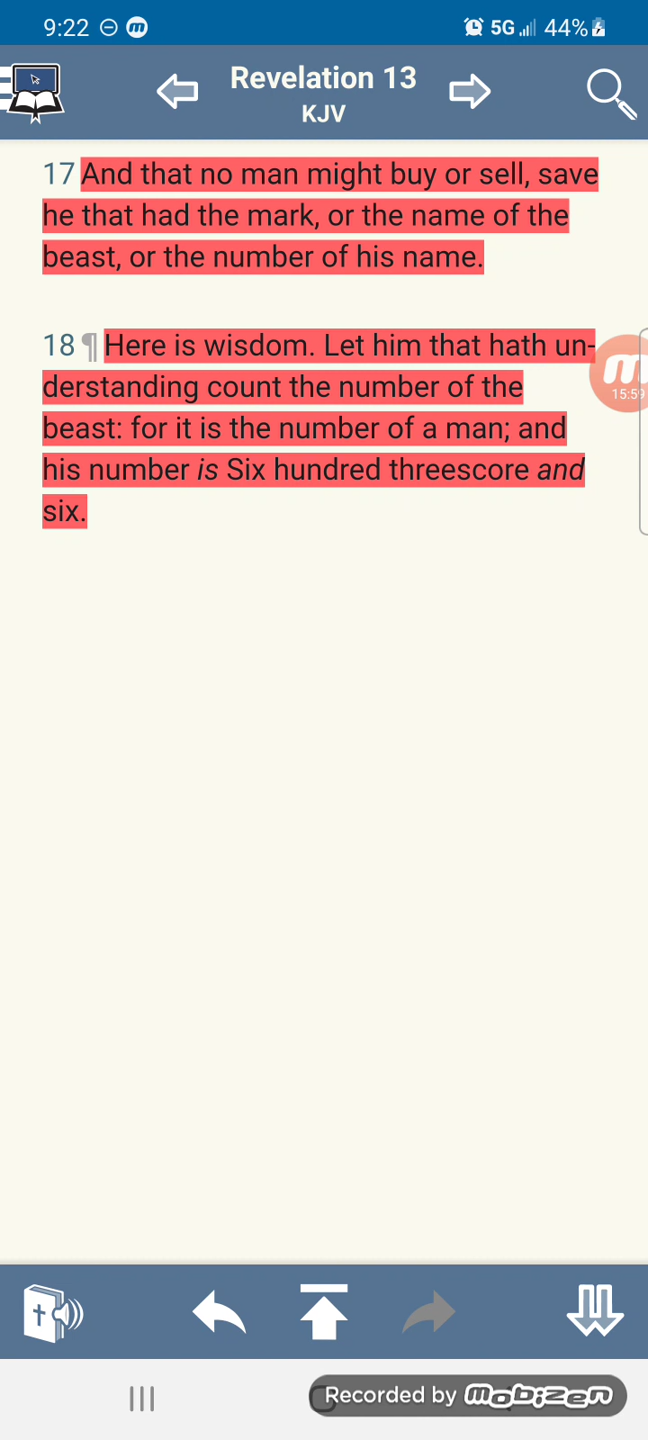 9:22 5G 44%
Revelation 13
KJV
17 And that no man might buy or sell, save
he that had the mark, or the name of the
beast, or the number of his name.
18 ¶ Here is wisdom. Let him that hath un-
derstanding count the number of the
beast: for it is the number of a man; and
his number is Six hundred threescore and
six.
m
15:59
Recorded by mobizen